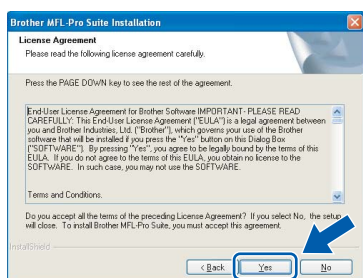 Brother MFL-Pro Suite Installation
License Agreement
Please read the following license agreement carefully.
Press the PAGE DOWN key to see the rest of the agreement.
End-User License Agreement for Brother Software IMPORTANT - PLEASE READ
CAREFULLY: This End-User License Agreement ("EULA") is a legal agreement between
you and Brother Industries, Ltd. ("Brother"), which governs your use of the Brother
software that will be installed if you press the "Yes" button on this Dialog Box
("SOFTWARE"). By pressing "Yes", you agree to be legally bound by the terms of this
EULA. If you do not agree to the terms of this EULA, you obtain no license to the
SOFTWARE. In such case, you may not use the SOFTWARE.
Terms and Conditions.
Do you accept all the terms of the preceding License Agreement? If you select No, the setup
will close. To install Brother MFL-Pro Suite, you must accept this agreement.
InstallShield
< Back
Yes
No